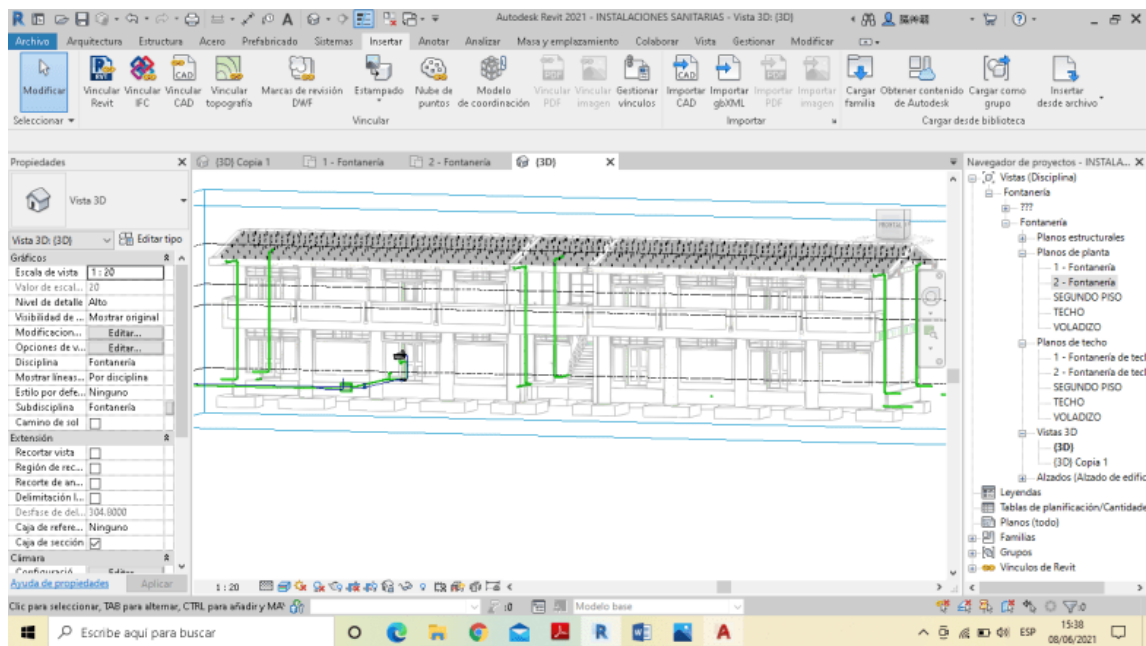 Autodesk Revit 2021 - INSTALACIONES SANITARIAS - Vista 3D: {3D}
Archivo Arquitectura Estructura Acero Prefabricado Sistemas Insertar Anotar Analizar Masa y emplazamiento Colaborar Vista Gestionar Modificar
Modificar
Vincular Revit
Vincular IFC
Vincular CAD
Vincular topografía
Marcas de revisión DWF
Estampado
Nube de puntos
Modelo de coordinación
Vincular PDF
Vincular imagen
Gestionar vínculos
Importar CAD
Importar gbXML
Importar PDF
Importar imagen
Cargar familia
Obtener contenido de Autodesk
Cargar como grupo
Insertar desde archivo
Seleccionar
Vincular
Importar
Cargar desde biblioteca
Propiedades
{3D} Copia 1
1 - Fontanería
2 - Fontanería
{3D}
Vista 3D
Vista 3D: {3D}
Editar tipo
Gráficos
Escala de vista 1 : 20
Valor de escal... 20
Nivel de detalle Alto
Visibilidad de ... Mostrar original
Modificacion... Editar...
Opciones de v... Editar...
Disciplina Fontanería
Mostrar líneas... Por disciplina
Estilo por defe... Ninguno
Subdisciplina Fontanería
Camino de sol
Extensión
Recortar vista
Región de rec...
Recorte de an...
Delimitación l...
Desfase de del... 304.8000
Caja de refere... Ninguno
Caja de sección
Cámara
Configuració... Editar...
Ayuda de propiedades
Aplicar
FRONTAL
1 : 20
Navegador de proyectos - INSTALA...
Vistas (Disciplina)
Fontanería
???
Fontanería
Planos estructurales
Planos de planta
1 - Fontanería
2 - Fontanería
SEGUNDO PISO
TECHO
VOLADIZO
Planos de techo
1 - Fontanería de tech
2 - Fontanería de tech
SEGUNDO PISO
TECHO
VOLADIZO
Vistas 3D
{3D}
{3D} Copia 1
Alzados (Alzado de edific
Leyendas
Tablas de planificación/Cantidade
Planos (todo)
Familias
Grupos
Vínculos de Revit
Clic para seleccionar, TAB para alternar, CTRL para añadir y MAY
:0
Modelo base
:0
Escribe aquí para buscar
ESP
15:38
08/06/2021